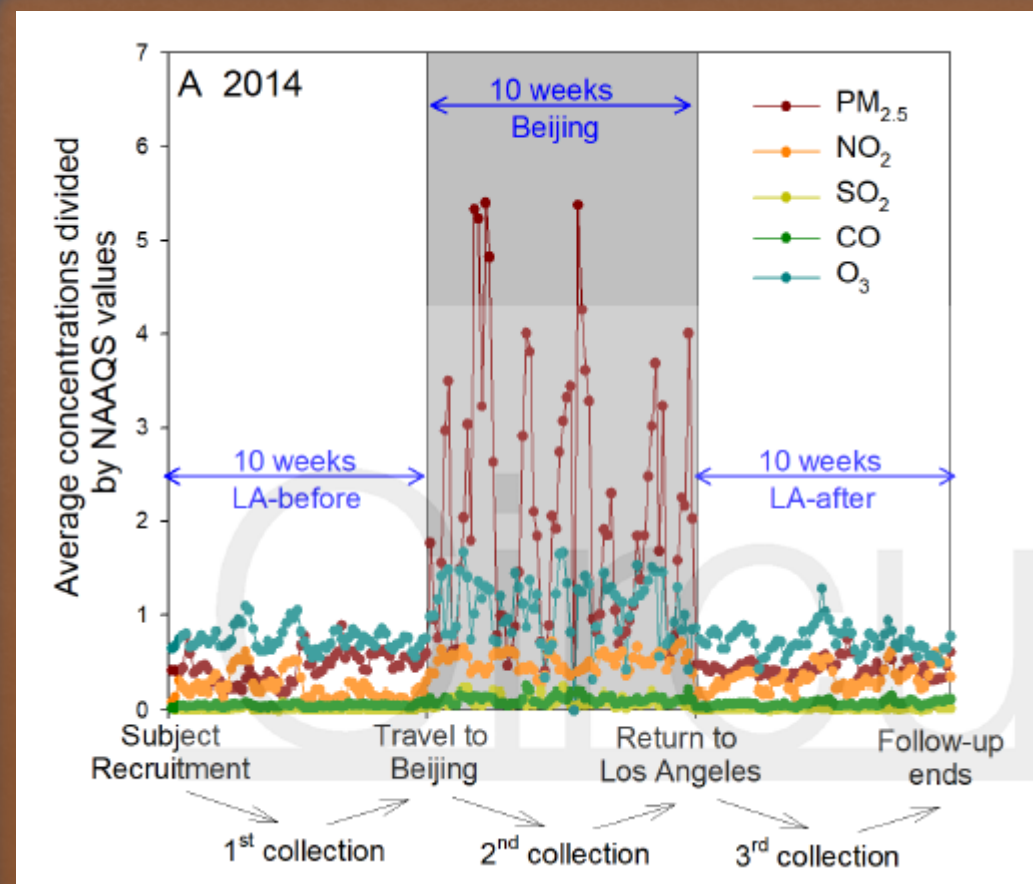 A 2014
Average concentrations divided
by NAAQS values
7
6
5
4
3
2
1
0
10 weeks
Beijing
PM2.5
NO2
SO2
CO
O3
10 weeks
LA-before
10 weeks
LA-after
Subject
Recruitment
Travel to
Beijing
Return to
Los Angeles
Follow-up
ends
1st collection
2nd collection
3rd collection